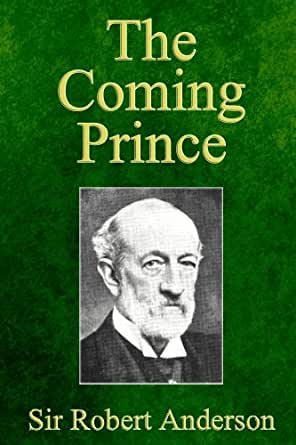 The
Coming
Prince
Sir Robert Anderson